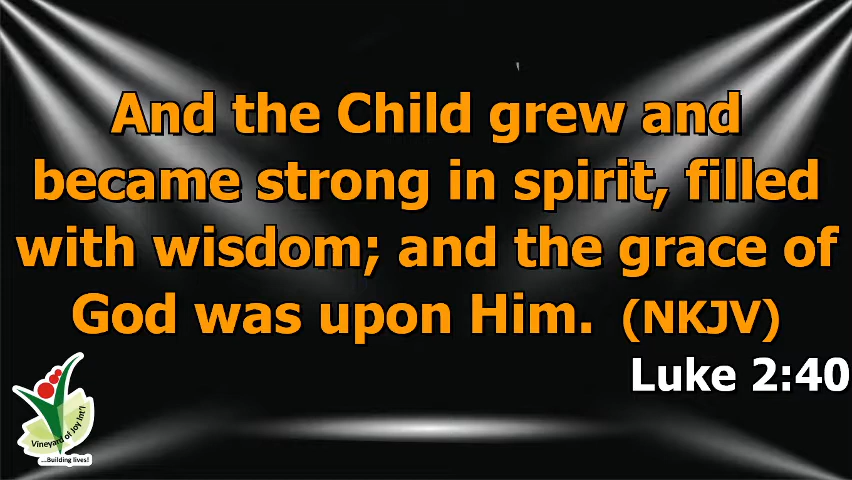 And the Child grew and
became strong in spirit, filled
with wisdom; and the grace of
God was upon Him. (NKJV)
Luke 2:40
Vineyard of Joy Int'l
...Building lives!